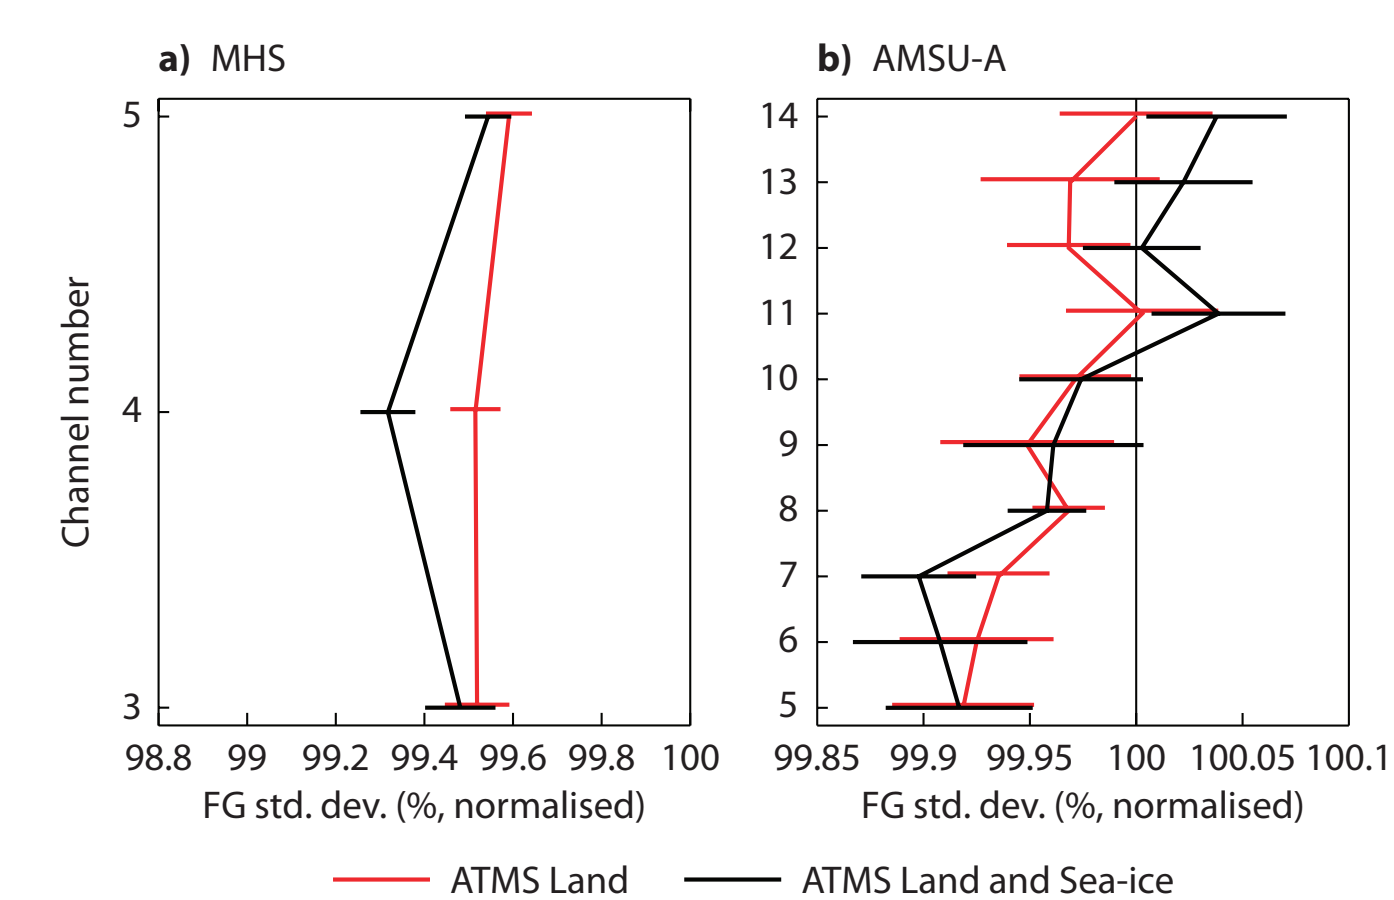 a) MHS
b) AMSU-A
Channel number
5
4
3
98.8 99 99.2 99.4 99.6 99.8 100
FG std. dev. (%, normalised)
14
13
12
11
10
9
8
7
6
5
99.85 99.9 99.95 100 100.05 100.1
FG std. dev. (%, normalised)
ATMS Land
ATMS Land and Sea-ice